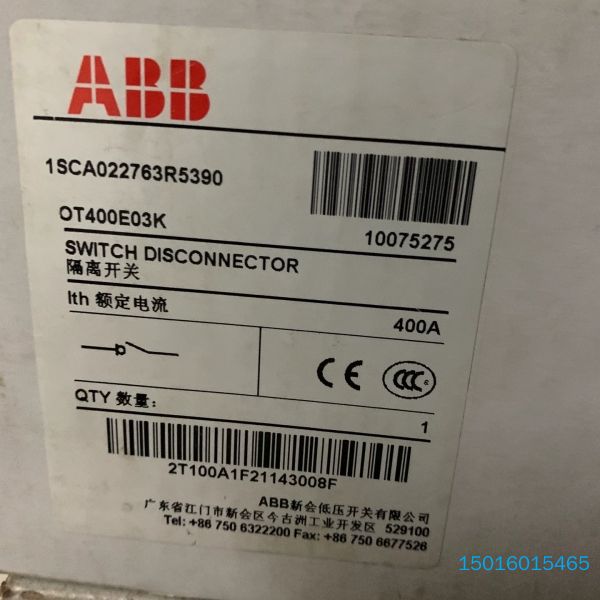 ABB
1SCA022763R5390
OT400E03K
10075275
SWITCH DISCONNECTOR
隔离开关
Ith 额定电流
400A
CE
CCC S
QTY 数量:
1
2T100A1F21143008F
ABB新会低压开关有限公司
广东省江门市新会区今古洲工业开发区 529100
Tel: +86 750 6322200 Fax: +86 750 6677526
15016015465